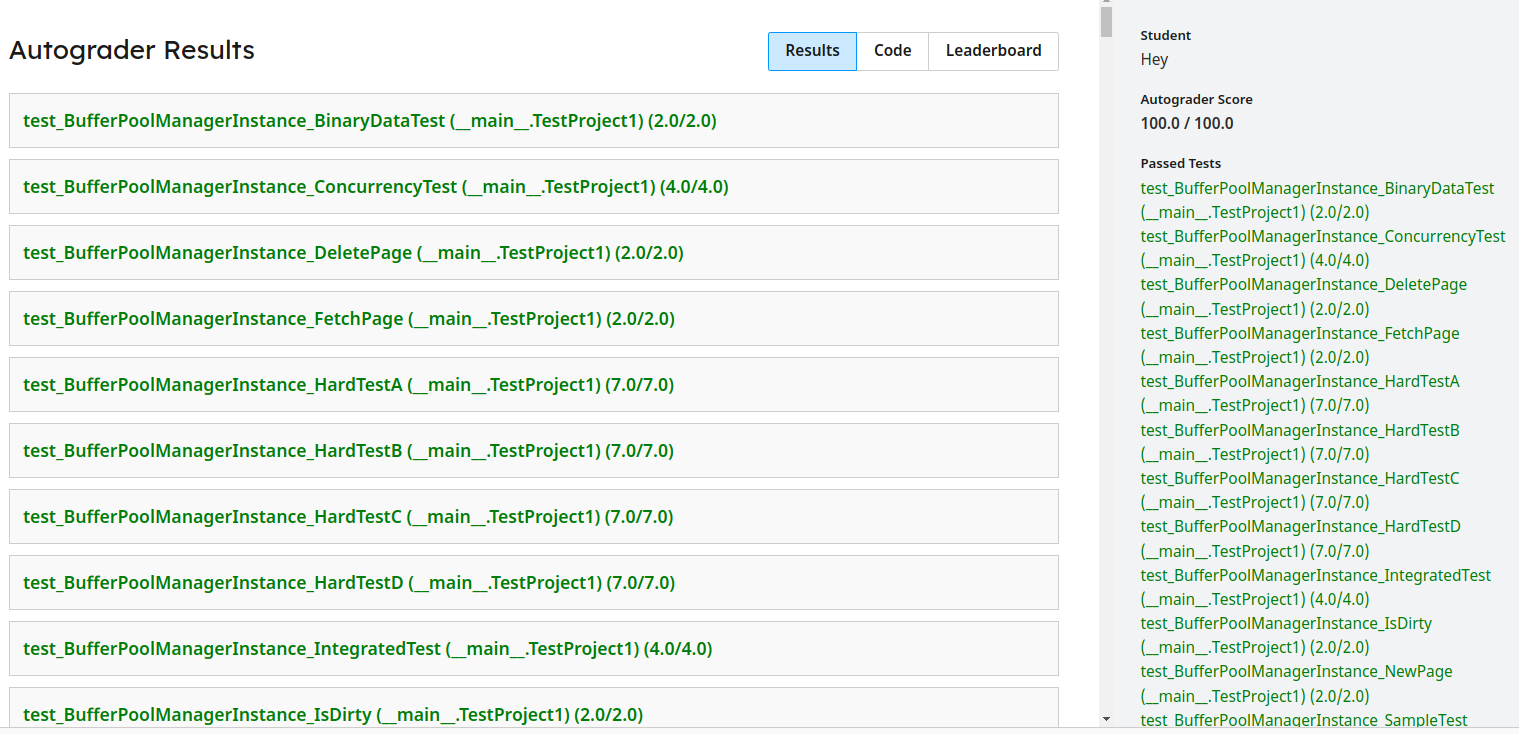 Autograder Results
Results
Code
Leaderboard
test_BufferPoolManagerInstance_BinaryDataTest (__main__.TestProject1) (2.0/2.0)
test_BufferPoolManagerInstance_ConcurrencyTest (__main__.TestProject1) (4.0/4.0)
test_BufferPoolManagerInstance_DeletePage (__main__.TestProject1) (2.0/2.0)
test_BufferPoolManagerInstance_FetchPage (__main__.TestProject1) (2.0/2.0)
test_BufferPoolManagerInstance_HardTestA (__main__.TestProject1) (7.0/7.0)
test_BufferPoolManagerInstance_HardTestB (__main__.TestProject1) (7.0/7.0)
test_BufferPoolManagerInstance_HardTestC (__main__.TestProject1) (7.0/7.0)
test_BufferPoolManagerInstance_HardTestD (__main__.TestProject1) (7.0/7.0)
test_BufferPoolManagerInstance_IntegratedTest (__main__.TestProject1) (4.0/4.0)
test_BufferPoolManagerInstance_IsDirty (__main__.TestProject1) (2.0/2.0)
Student
Hey
Autograder Score
100.0 / 100.0
Passed Tests
test_BufferPoolManagerInstance_BinaryDataTest
(__main__.TestProject1) (2.0/2.0)
test_BufferPoolManagerInstance_ConcurrencyTest
(__main__.TestProject1) (4.0/4.0)
test_BufferPoolManagerInstance_DeletePage
(__main__.TestProject1) (2.0/2.0)
test_BufferPoolManagerInstance_FetchPage
(__main__.TestProject1) (2.0/2.0)
test_BufferPoolManagerInstance_HardTestA
(__main__.TestProject1) (7.0/7.0)
test_BufferPoolManagerInstance_HardTestB
(__main__.TestProject1) (7.0/7.0)
test_BufferPoolManagerInstance_HardTestC
(__main__.TestProject1) (7.0/7.0)
test_BufferPoolManagerInstance_HardTestD
(__main__.TestProject1) (7.0/7.0)
test_BufferPoolManagerInstance_IntegratedTest
(__main__.TestProject1) (4.0/4.0)
test_BufferPoolManagerInstance_IsDirty
(__main__.TestProject1) (2.0/2.0)
test_BufferPoolManagerInstance_NewPage
(__main__.TestProject1) (2.0/2.0)
test_BufferPoolManagerInstance_SampleTest